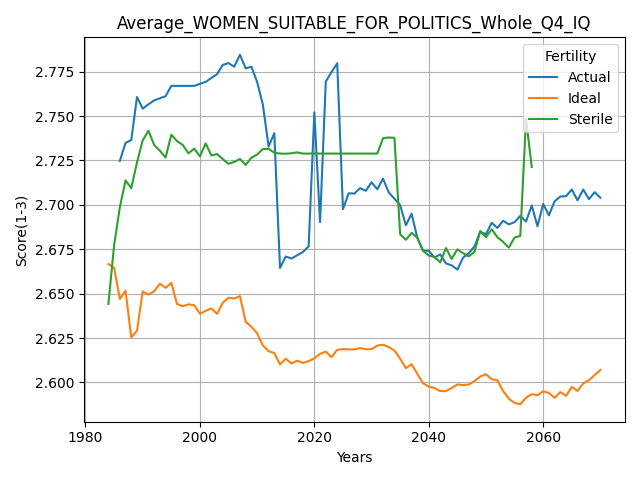 Average_WOMEN_SUITABLE_FOR_POLITICS_Whole_Q4_IQ
Fertility
Actual
Ideal
Sterile
Score(1-3)
2.775
2.750
2.725
2.700
2.675
2.650
2.625
2.600
1980
2000
2020
2040
2060
Years